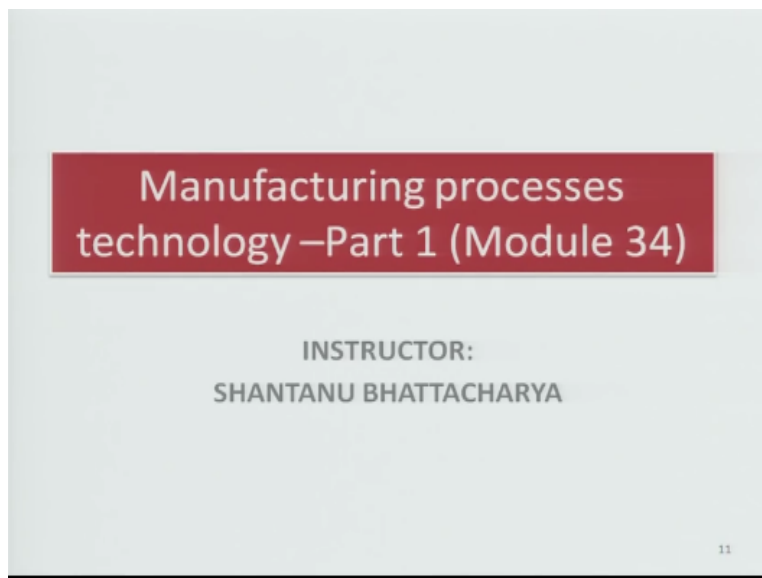 Manufacturing processes
technology –Part 1 (Module 34)
INSTRUCTOR:
SHANTANU BHATTACHARYA
11